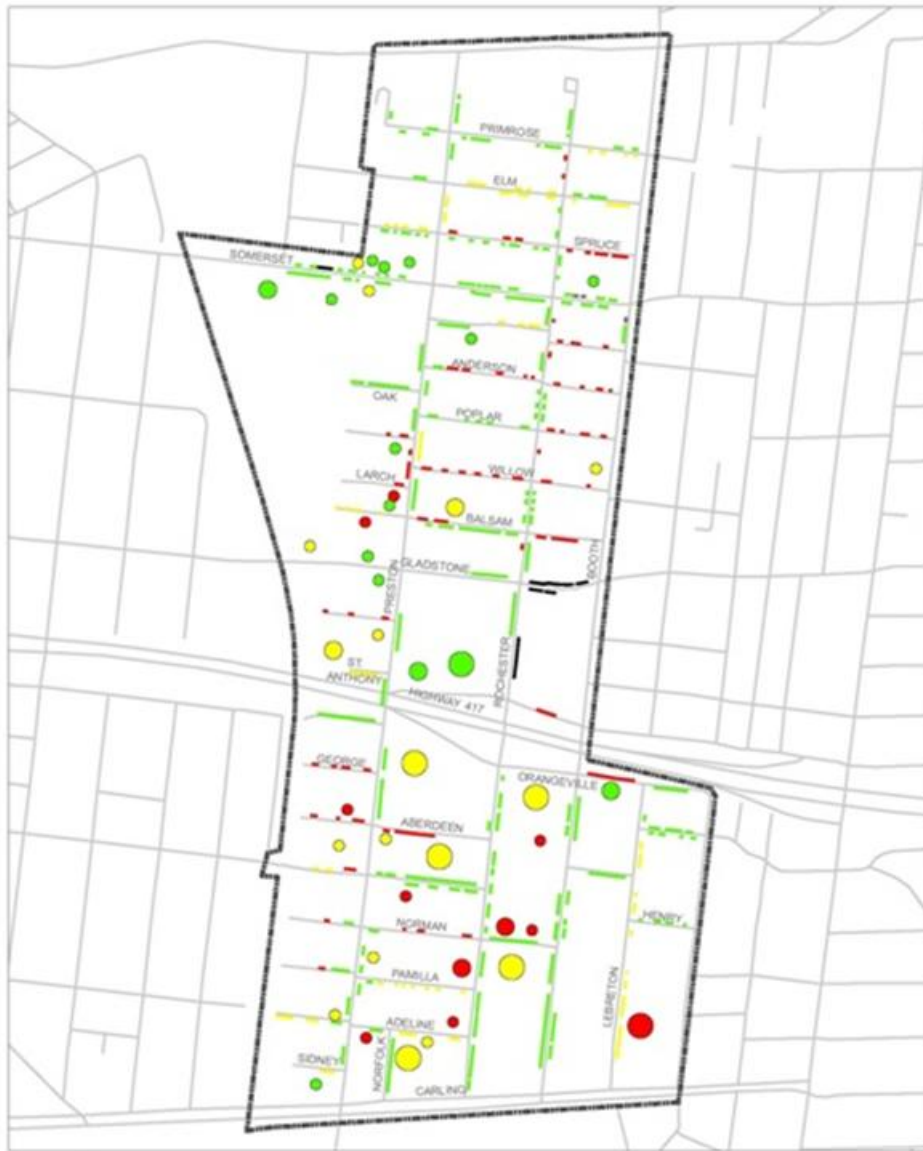 PRIMROSE
ELM
SPRUCE
SOMERSET
ANDERSON
OAK
POPLAR
WILLOW
LARCH
BALSAM
BOOTH
GLADSTONE
PRESTON
ROCHESTER
ST.
ANTHONY
HIGHWAY 417
GEORGE
ORANGEVILLE
ABERDEEN
HENRY
NORMAN
PAMILLA
LEBRETON
ADELINE
NORFOLK
SIDNEY
CARLING